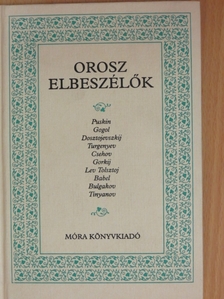 OROSZ
ELBESZÉLŐK
Puskin
Gogol
Dosztojevszkij
Turgenyev
Csehov
Gorkij
Lev Tolsztoj
Babel
Bulgakov
Tinyanov
MÓRA KÖNYVKIADÓ